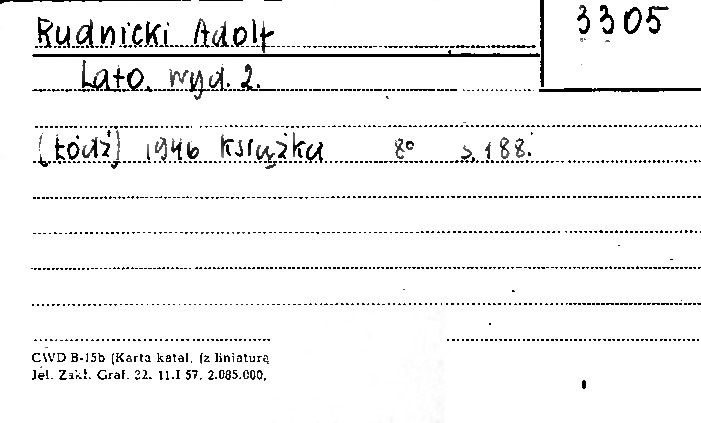 Rudnicki Adolf
3305
Lato. wyd. 2.
[Łódź] 1946 Książka 8° s. 188.
CWD B-15b (Karta katal. (z liniaturą
Jel. Zakł. Graf. 32. 11.I 57. 2.085.000.